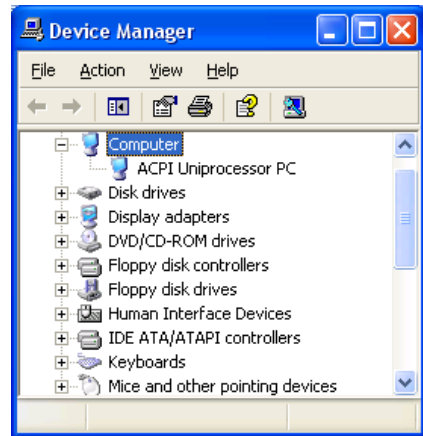 Device Manager
File Action View Help
Computer
ACPI Uniprocessor PC
Disk drives
Display adapters
DVD/CD-ROM drives
Floppy disk controllers
Floppy disk drives
Human Interface Devices
IDE ATA/ATAPI controllers
Keyboards
Mice and other pointing devices